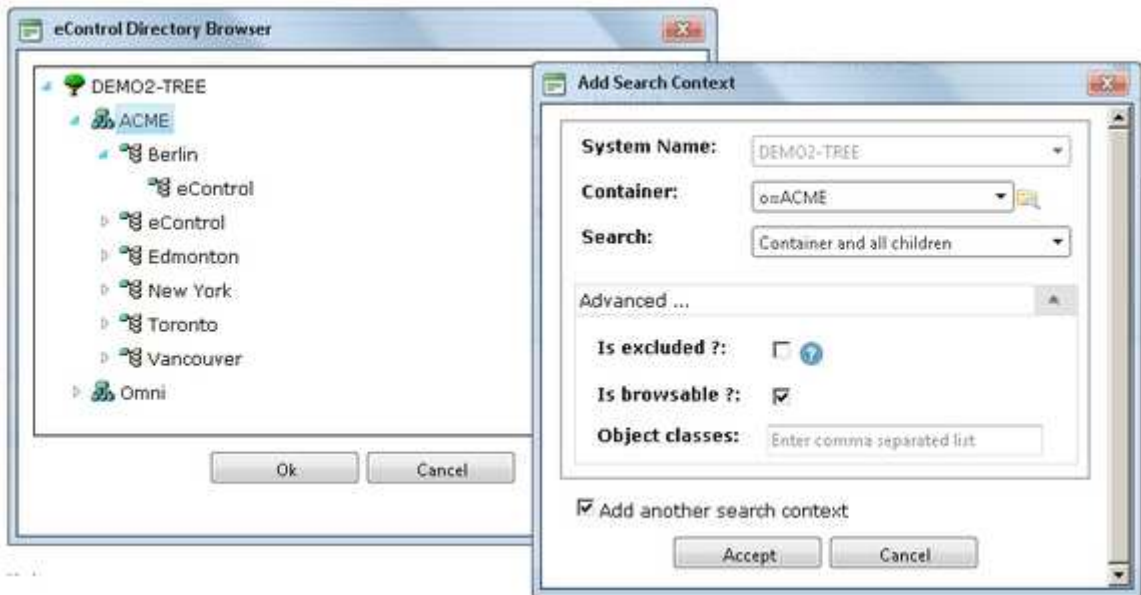 eControl Directory Browser
DEMO2-TREE
ACME
Berlin
eControl
eControl
Edmonton
New York
Toronto
Vancouver
Omni
Ok
Cancel
Add Search Context
System Name:
DEMO2-TREE
Container:
o=ACME
Search:
Container and all children
Advanced ...
Is excluded ?:
?
Is browsable ?:
Object classes:
Enter comma separated list
Add another search context
Accept
Cancel